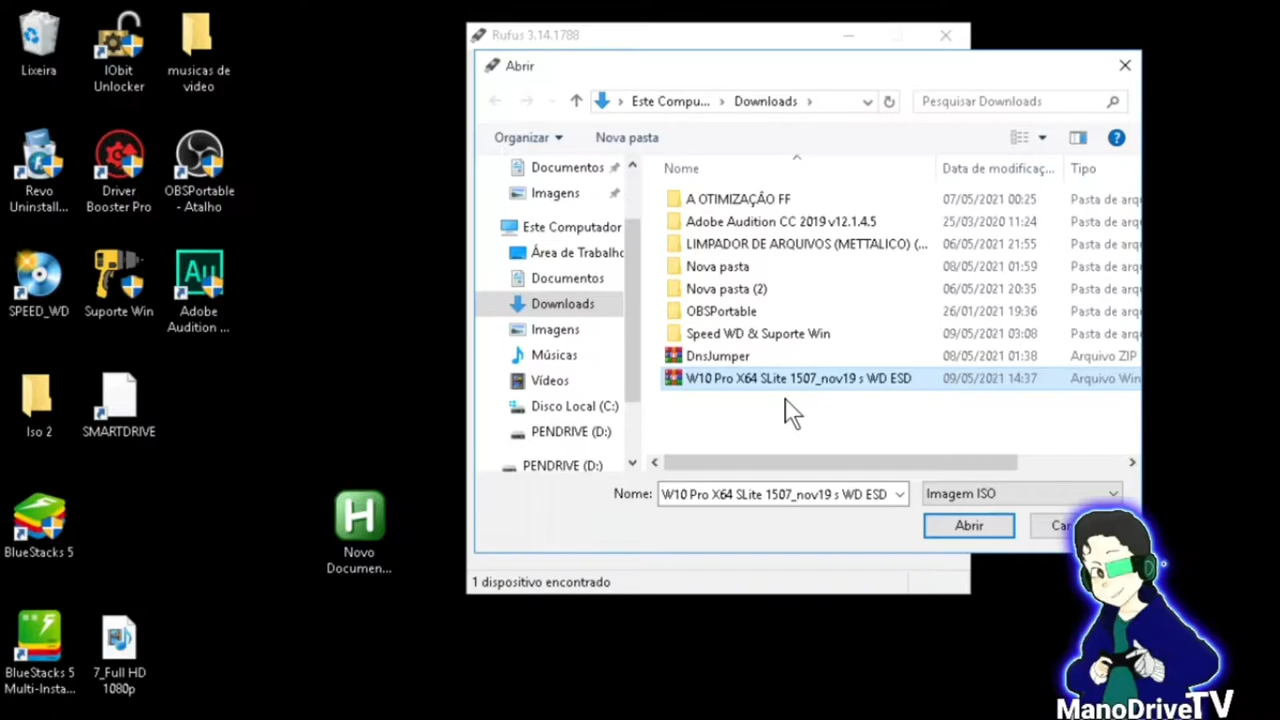 Lixeira
IObit
Unlocker
musicas de
video
Revo
Uninstall...
Driver
Booster Pro
OBSPortable
- Atalho
SPEED_WD
Suporte Win
Adobe
Audition ...
Iso 2
SMARTDRIVE
BlueStacks 5
Novo
Documen...
BlueStacks 5
Multi-Insta...
7_Full HD
1080p
Rufus 3.14.1788
Abrir
Este Compu... > Downloads >
Pesquisar Downloads
Organizar
Nova pasta
Documentos
Imagens
Este Computador
Área de Trabalho
Documentos
Downloads
Imagens
Músicas
Vídeos
Disco Local (C:)
PENDRIVE (D:)
PENDRIVE (D:)
Nome Data de modificaç... Tipo
A OTIMIZAÇÃO FF 07/05/2021 00:25 Pasta de arq
Adobe Audition CC 2019 v12.1.4.5 25/03/2020 11:24 Pasta de arq
LIMPADOR DE ARQUIVOS (METTALICO) (... 06/05/2021 21:55 Pasta de arq
Nova pasta 08/05/2021 01:59 Pasta de arq
Nova pasta (2) 06/05/2021 20:35 Pasta de arq
OBSPortable 26/01/2021 19:36 Pasta de arq
Speed WD & Suporte Win 09/05/2021 03:08 Pasta de arq
DnsJumper 08/05/2021 01:38 Arquivo ZIP
W10 Pro X64 SLite 1507_nov19 s WD ESD 09/05/2021 14:37 Arquivo Win
Nome: W10 Pro X64 SLite 1507_nov19 s WD ESD
Imagem ISO
Abrir
Can
1 dispositivo encontrado
ManoDriveTV